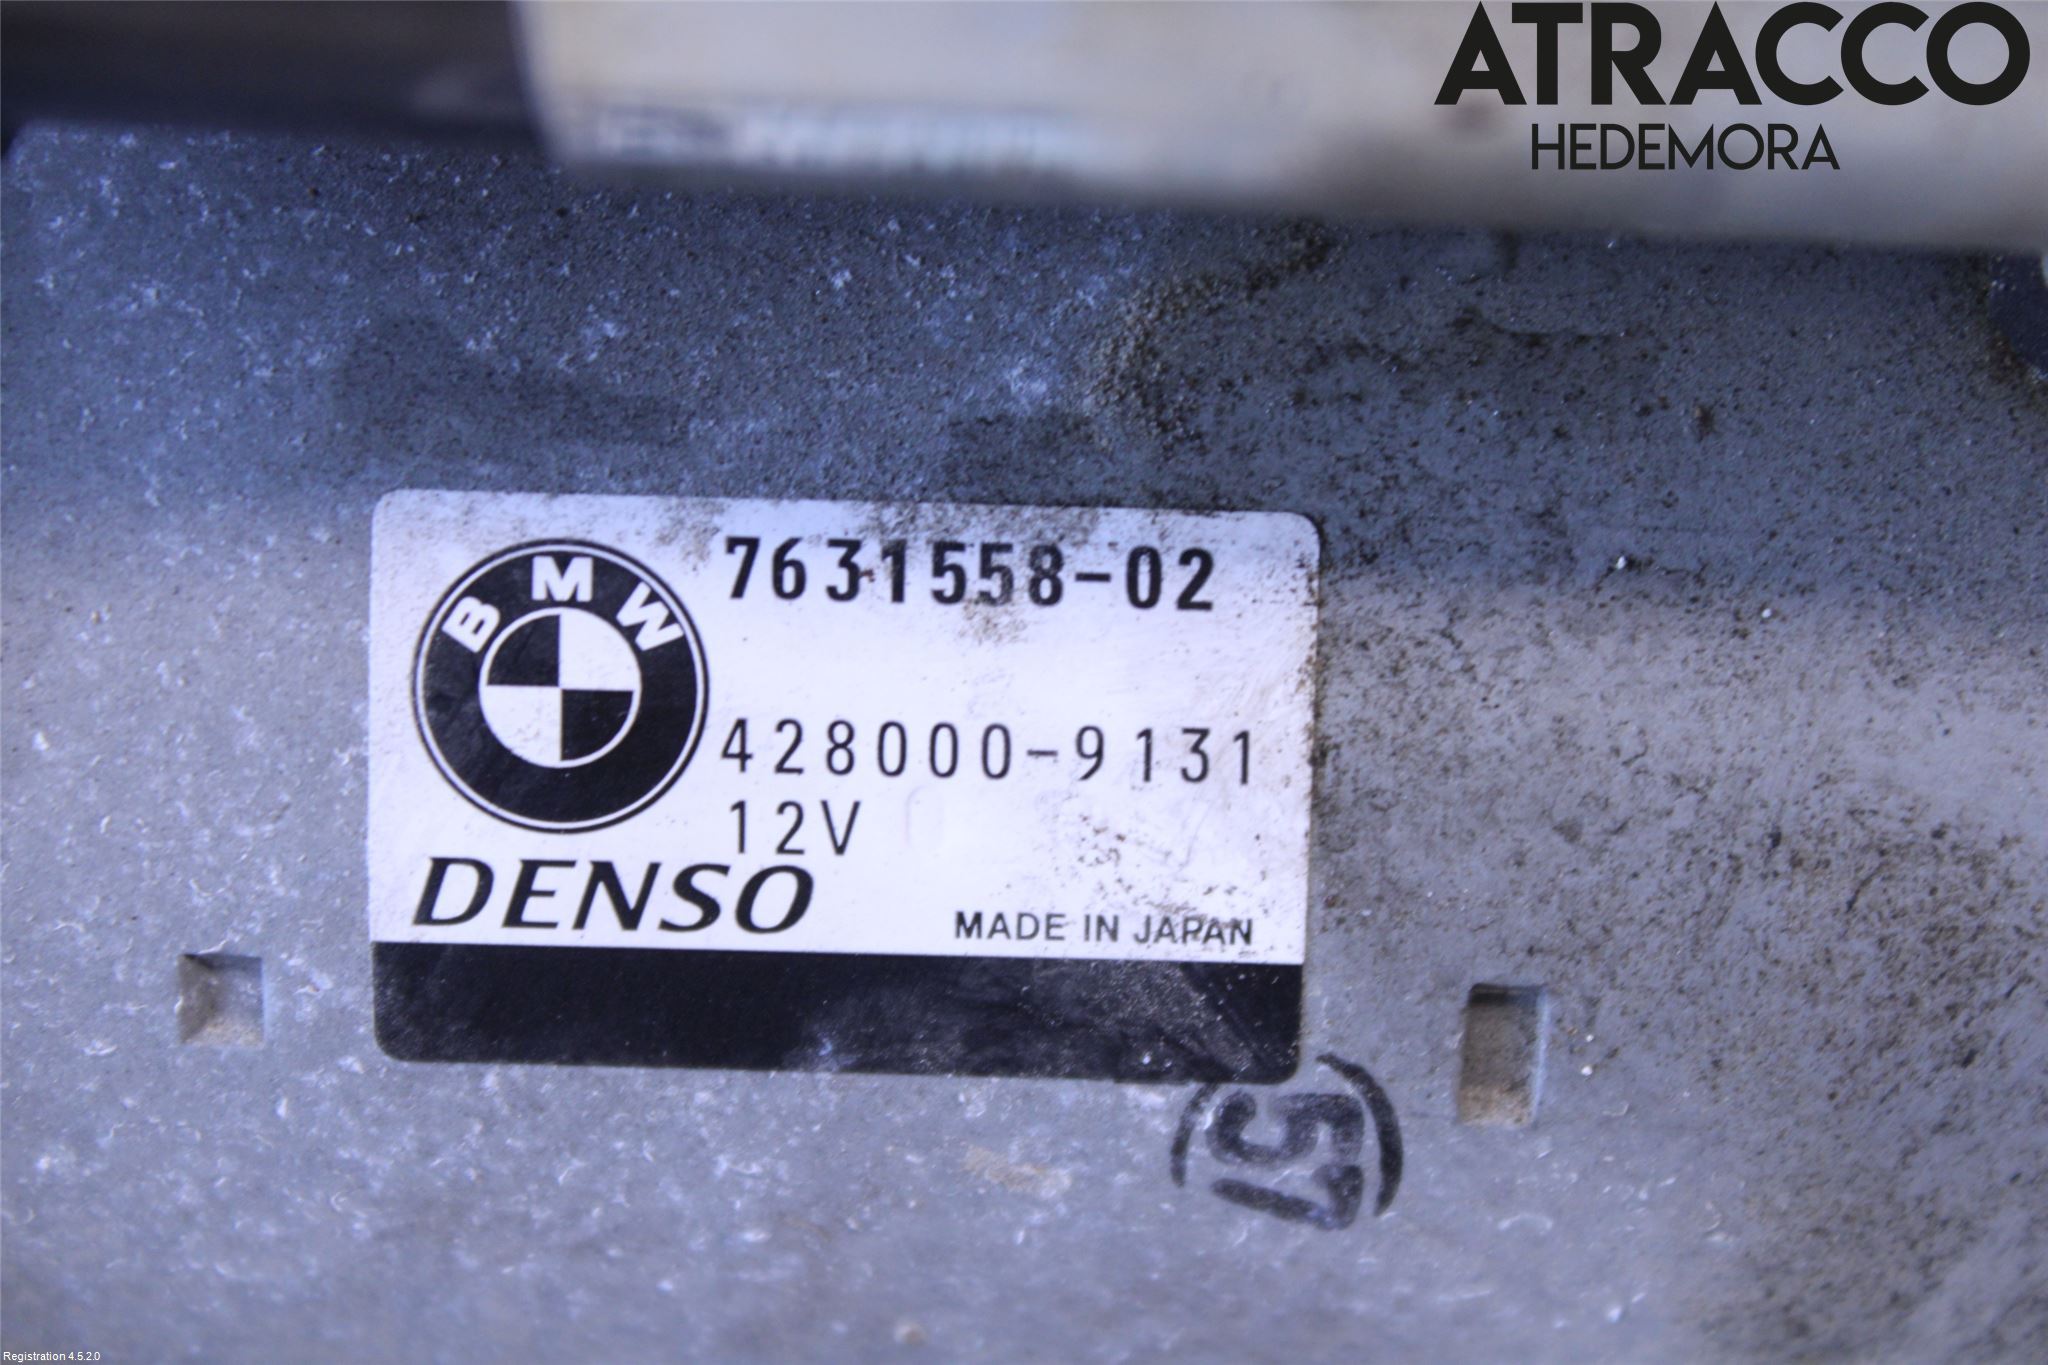 ATRACCO
HEDEMORA
BMW
7631558-02
428000-9131
12V
DENSO
MADE IN JAPAN
Registration 4.5.2.0